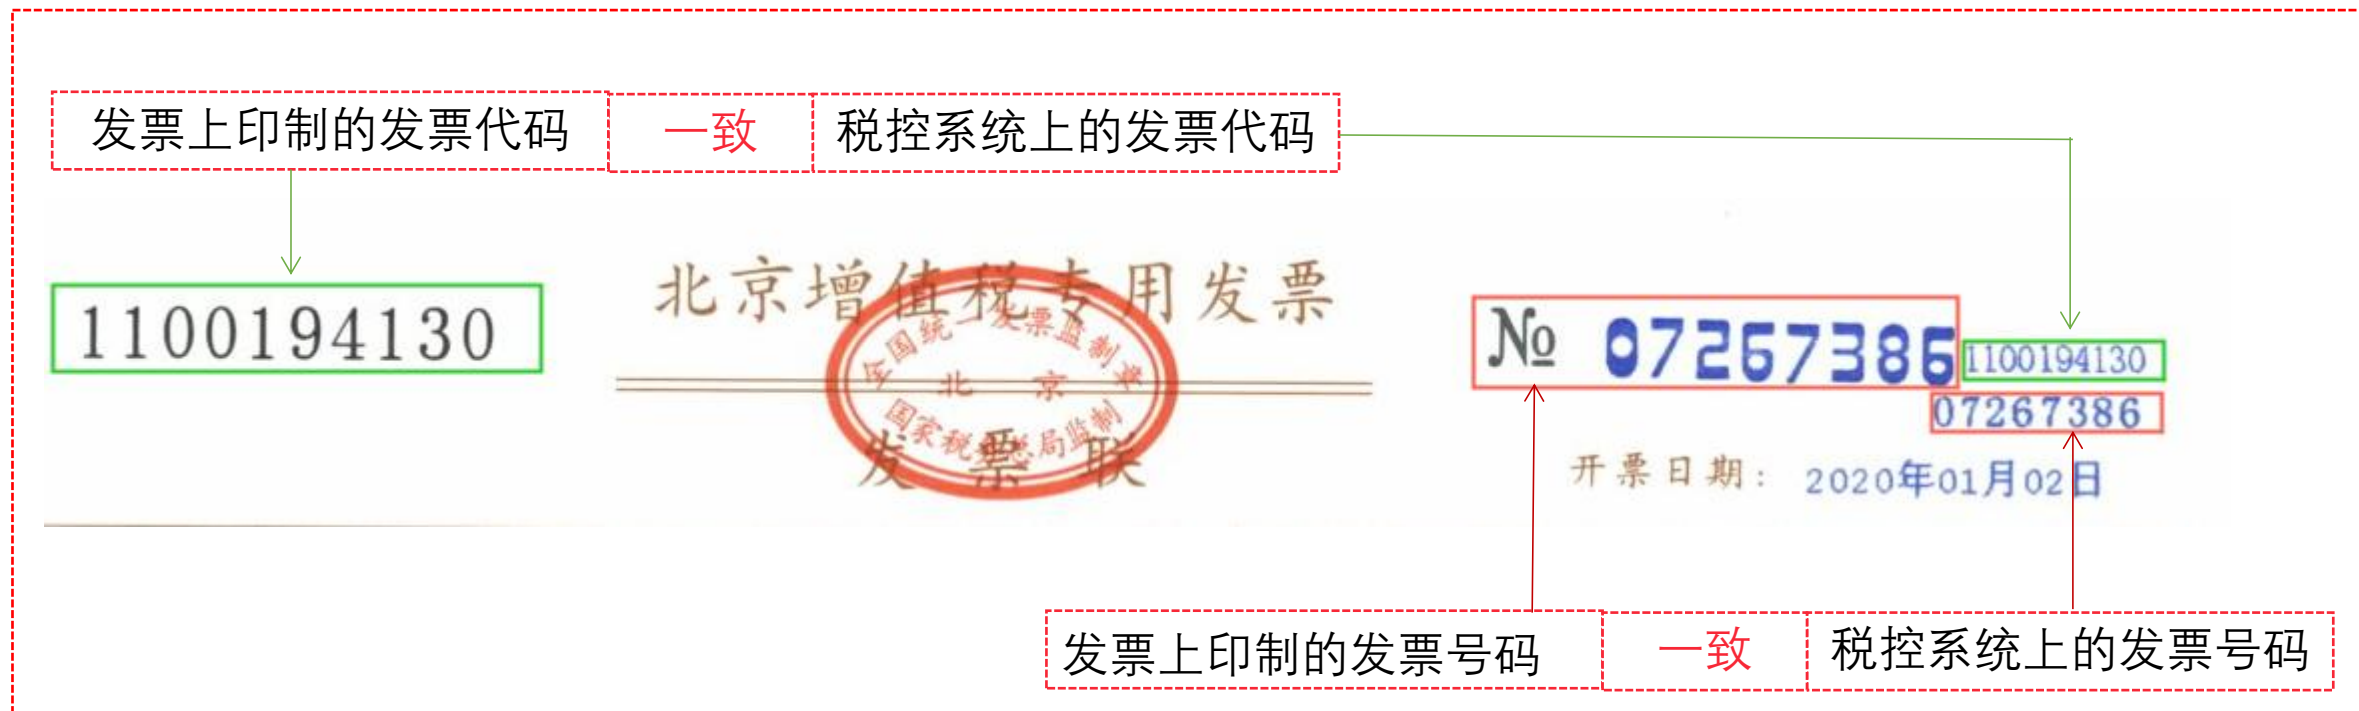 发票上印制的发票代码 一致 税控系统上的发票代码
北京增值税专用发票
1100194130
全国统一发票监制章
北 京
国家税务总局监制
发 票 联
№ 07267386 1100194130
07267386
开票日期: 2020年01月02日
发票上印制的发票号码 一致 税控系统上的发票号码